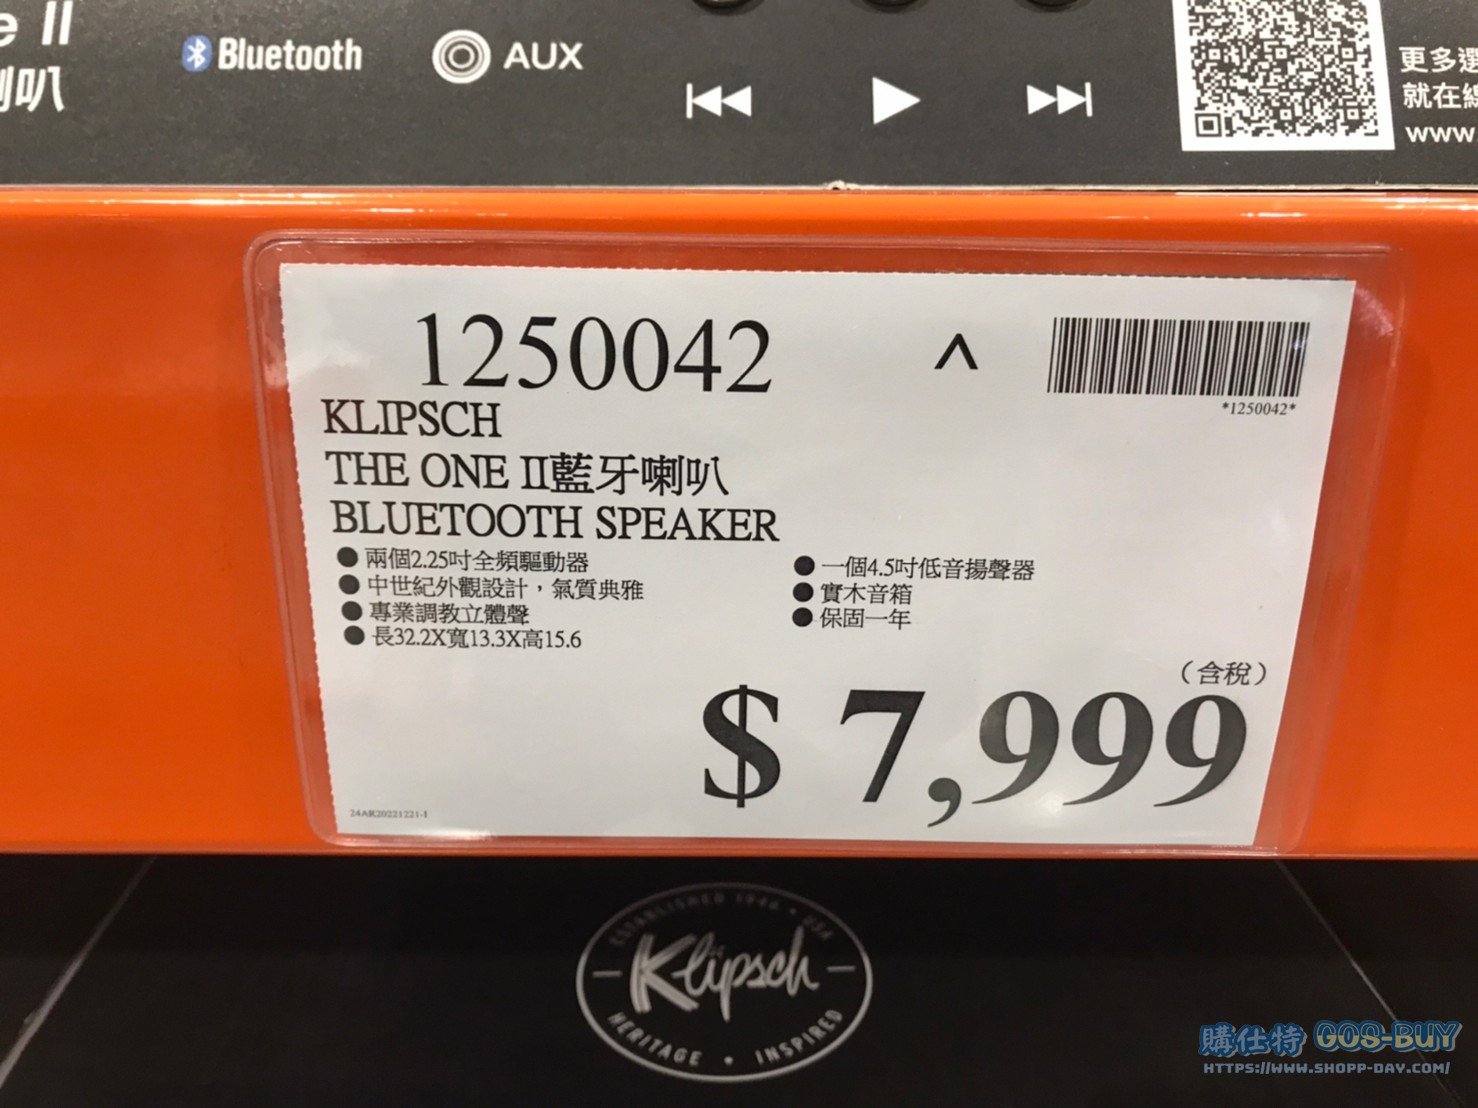 e II
喇叭
Bluetooth
AUX
更多選
就在線
www.
1250042
^
*1250042*
KLIPSCH
THE ONE II藍牙喇叭
BLUETOOTH SPEAKER
● 兩個2.25吋全頻驅動器
● 中世紀外觀設計，氣質典雅
● 專業調教立體聲
● 長32.2X寬13.3X高15.6
● 一個4.5吋低音揚聲器
● 實木音箱
● 保固一年
(含稅)
$ 7,999
24AR20221221-1
ESTABLISHED 1946 • USA
Klipsch
HERITAGE • INSPIRED
購仕特 GOS-BUY
HTTPS://WWW.SHOPP-DAY.COM/